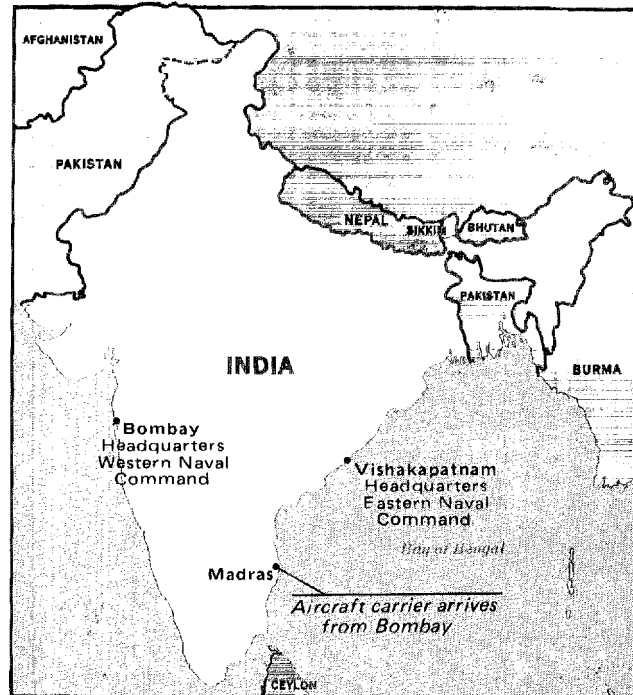 AFGHANISTAN
PAKISTAN
NEPAL
SIKKIM
BHUTAN
PAKISTAN
INDIA
BURMA
Bombay
Headquarters
Western Naval
Command
Vishakapatnam
Headquarters
Eastern Naval
Command
Bay of Bengal
Madras
Aircraft carrier arrives
from Bombay
CEYLON